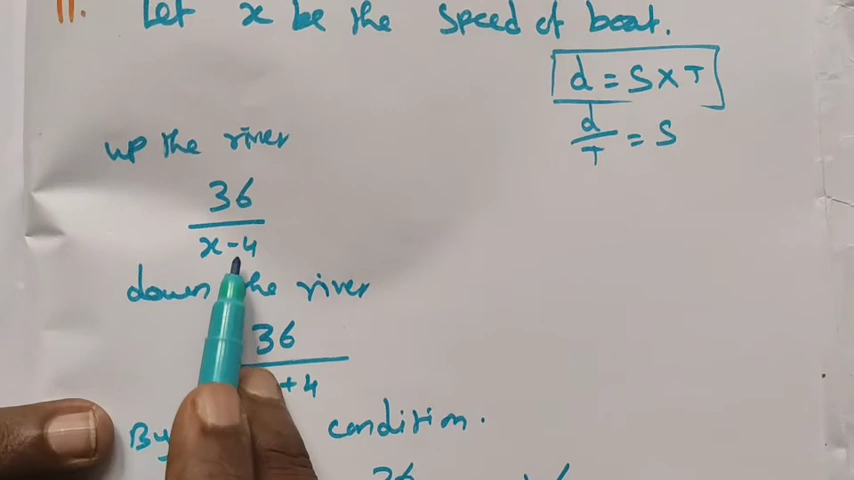 11. Let x be the speed of boat.
d = S × T
d/T = S
up the river
36
x-4
down the river
36
+4
By condition.
36